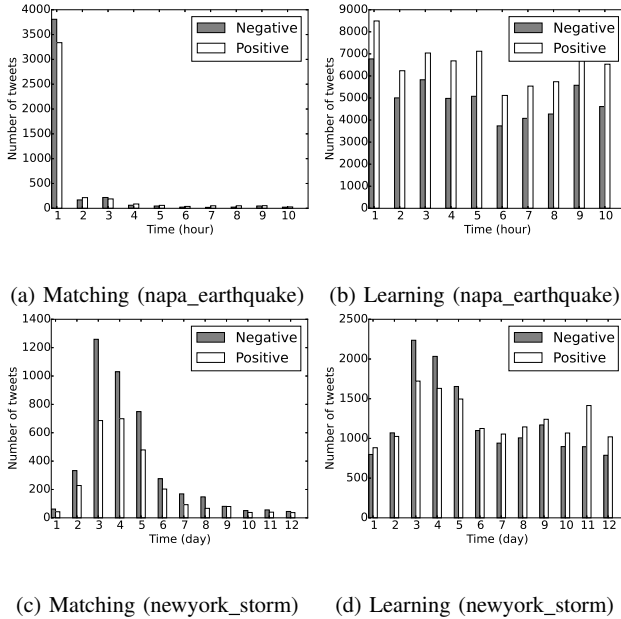 4000
3500
3000
2500
2000
1500
1000
500
0
Number of tweets
Negative
Positive
1 2 3 4 5 6 7 8 9 10
Time (hour)
(a) Matching (napa_earthquake)
9000
8000
7000
6000
5000
4000
3000
2000
1000
0
Number of tweets
Negative
Positive
1 2 3 4 5 6 7 8 9 10
Time (hour)
(b) Learning (napa_earthquake)
1400
1200
1000
800
600
400
200
0
Number of tweets
Negative
Positive
1 2 3 4 5 6 7 8 9 10 11 12
Time (day)
(c) Matching (newyork_storm)
2500
2000
1500
1000
500
0
Number of tweets
Negative
Positive
1 2 3 4 5 6 7 8 9 10 11 12
Time (day)
(d) Learning (newyork_storm)